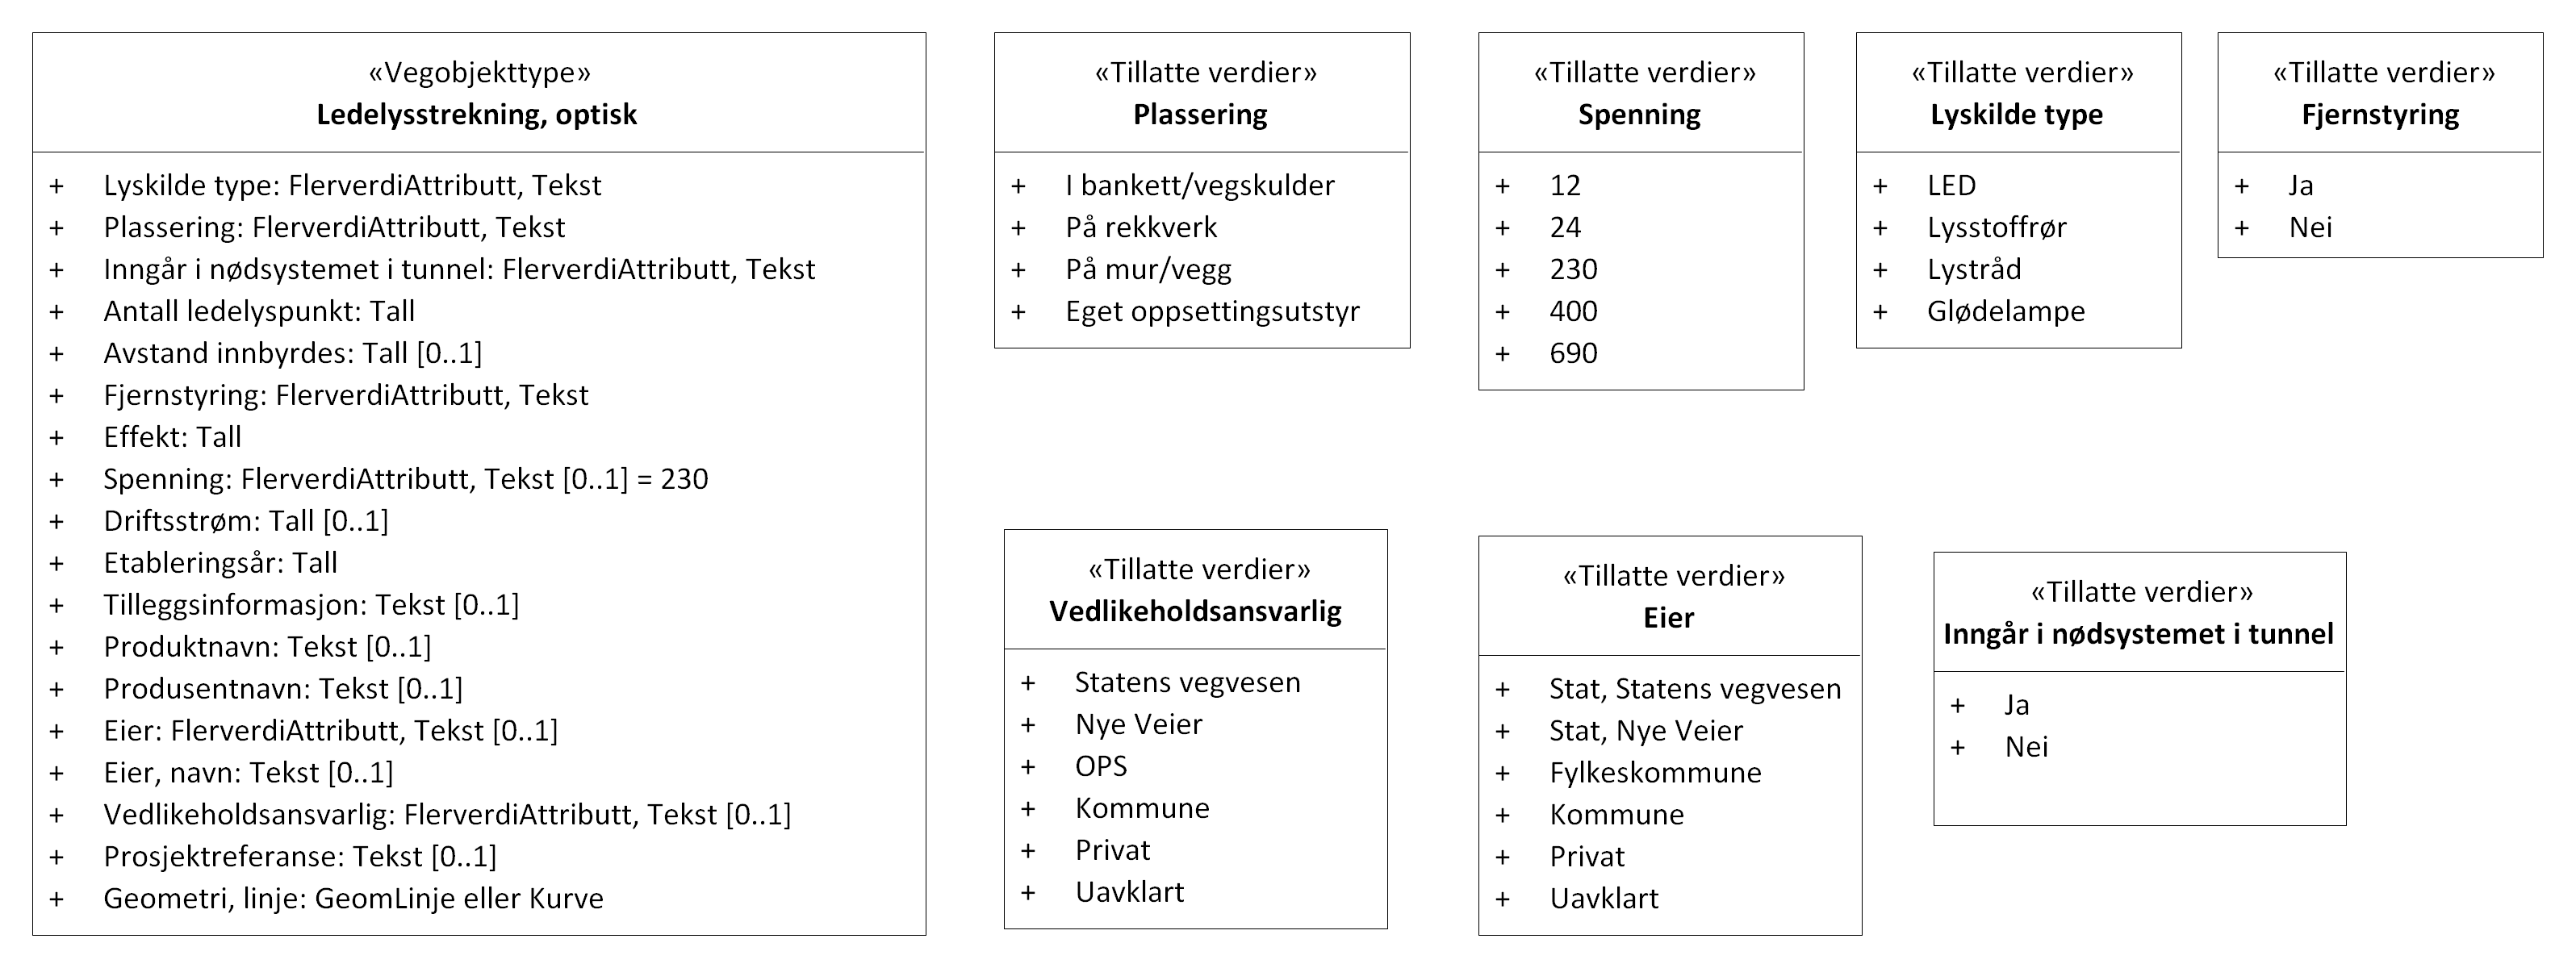 «Vegobjekttype»
Ledelysstrekning, optisk
+ Lyskilde type: FlerverdiAttributt, Tekst
+ Plassering: FlerverdiAttributt, Tekst
+ Inngår i nødsystemet i tunnel: FlerverdiAttributt, Tekst
+ Antall ledelyspunkt: Tall
+ Avstand innbyrdes: Tall [0..1]
+ Fjernstyring: FlerverdiAttributt, Tekst
+ Effekt: Tall
+ Spenning: FlerverdiAttributt, Tekst [0..1] = 230
+ Driftsstrøm: Tall [0..1]
+ Etableringsår: Tall
+ Tilleggsinformasjon: Tekst [0..1]
+ Produktnavn: Tekst [0..1]
+ Produsentnavn: Tekst [0..1]
+ Eier: FlerverdiAttributt, Tekst [0..1]
+ Eier, navn: Tekst [0..1]
+ Vedlikeholdsansvarlig: FlerverdiAttributt, Tekst [0..1]
+ Prosjektreferanse: Tekst [0..1]
+ Geometri, linje: GeomLinje eller Kurve
«Tillatte verdier»
Plassering
+ I bankett/vegskulder
+ På rekkverk
+ På mur/vegg
+ Eget oppsettingsutstyr
«Tillatte verdier»
Spenning
+ 12
+ 24
+ 230
+ 400
+ 690
«Tillatte verdier»
Lyskilde type
+ LED
+ Lysstoffrør
+ Lystråd
+ Glødelampe
«Tillatte verdier»
Fjernstyring
+ Ja
+ Nei
«Tillatte verdier»
Vedlikeholdsansvarlig
+ Statens vegvesen
+ Nye Veier
+ OPS
+ Kommune
+ Privat
+ Uavklart
«Tillatte verdier»
Eier
+ Stat, Statens vegvesen
+ Stat, Nye Veier
+ Fylkeskommune
+ Kommune
+ Privat
+ Uavklart
«Tillatte verdier»
Inngår i nødsystemet i tunnel
+ Ja
+ Nei